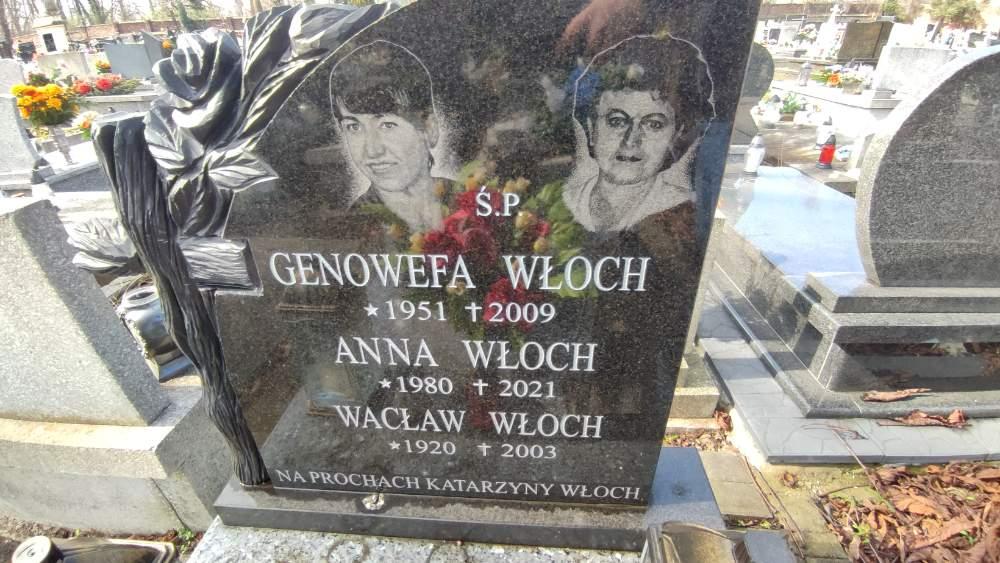 Ś.P
GENOWEFA WŁOCH
*1951 †2009
ANNA WŁOCH
*1980 †2021
WACŁAW WŁOCH
*1920 †2003
NA PROCHACH KATARZYNY WŁOCH